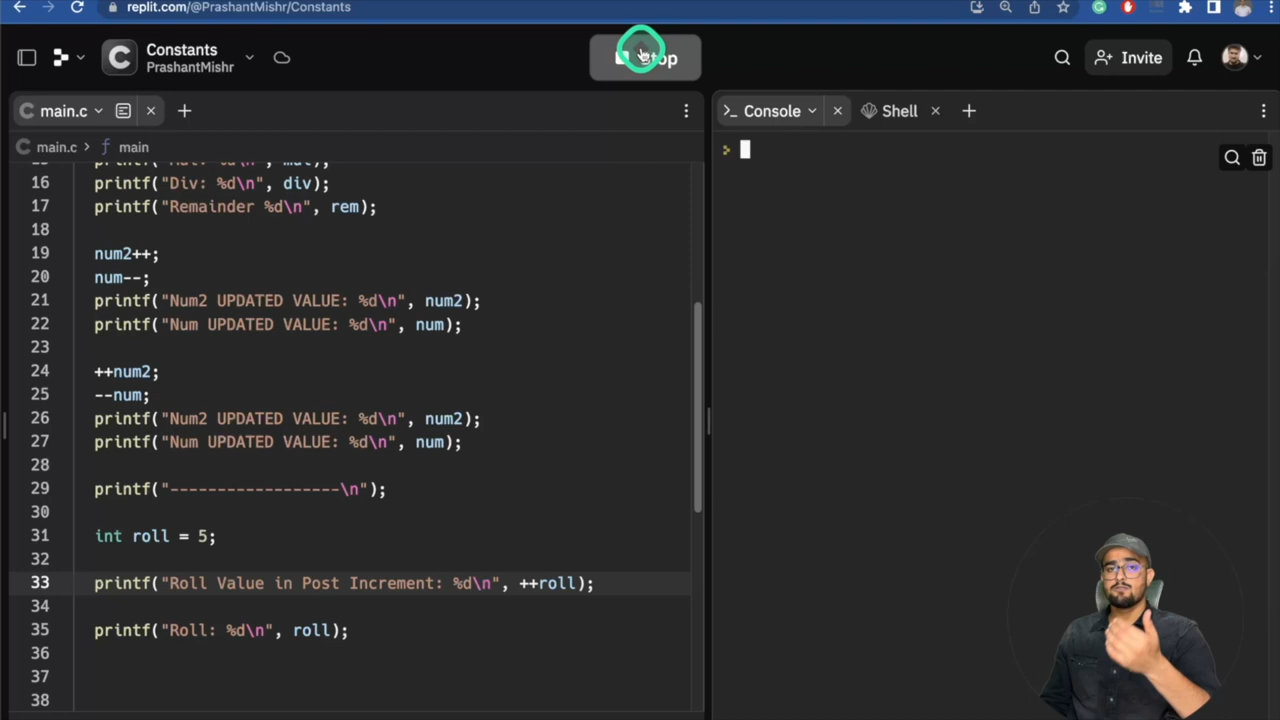 replit.com/@PrashantMishr/Constants
Constants
PrashantMishr
Stop
Invite
main.c
Console
Shell
main.c > main
printf("Mul: %d\n", mul);
16 printf("Div: %d\n", div);
17 printf("Remainder %d\n", rem);
18
19 num2++;
20 num--;
21 printf("Num2 UPDATED VALUE: %d\n", num2);
22 printf("Num UPDATED VALUE: %d\n", num);
23
24 ++num2;
25 --num;
26 printf("Num2 UPDATED VALUE: %d\n", num2);
27 printf("Num UPDATED VALUE: %d\n", num);
28
29 printf("------------------\n");
30
31 int roll = 5;
32
33 printf("Roll Value in Post Increment: %d\n", ++roll);
34
35 printf("Roll: %d\n", roll);
36
37
38